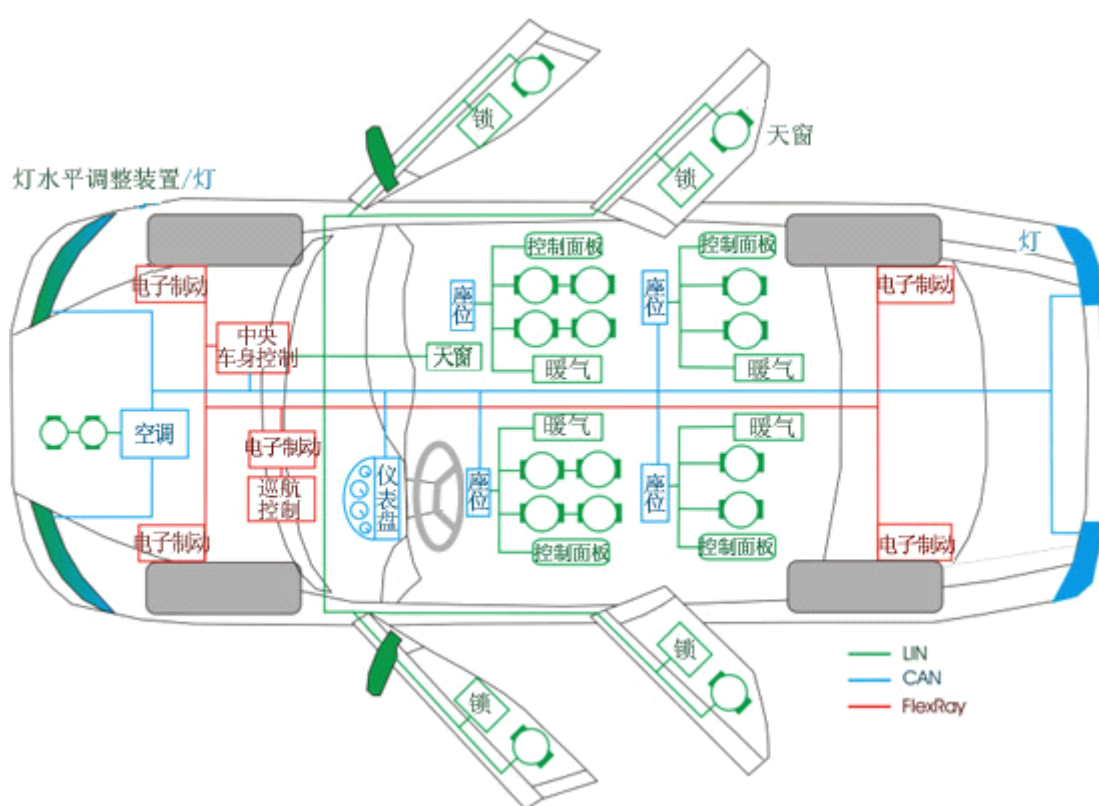 锁
锁
天窗
灯水平调整装置/灯
控制面板
控制面板
灯
电子制动
座位
座位
电子制动
中央
车身控制
天窗
暖气
暖气
空调
暖气
暖气
电子制动
仪表盘
座位
座位
巡航
控制
电子制动
控制面板
控制面板
电子制动
锁
LIN
CAN
锁
FlexRay